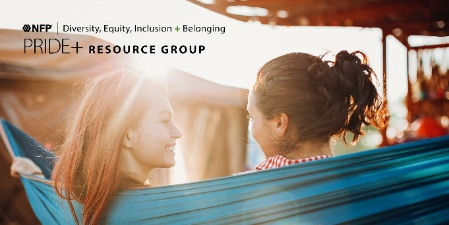 NFP | Diversity, Equity, Inclusion + Belonging
PRIDE+ RESOURCE GROUP